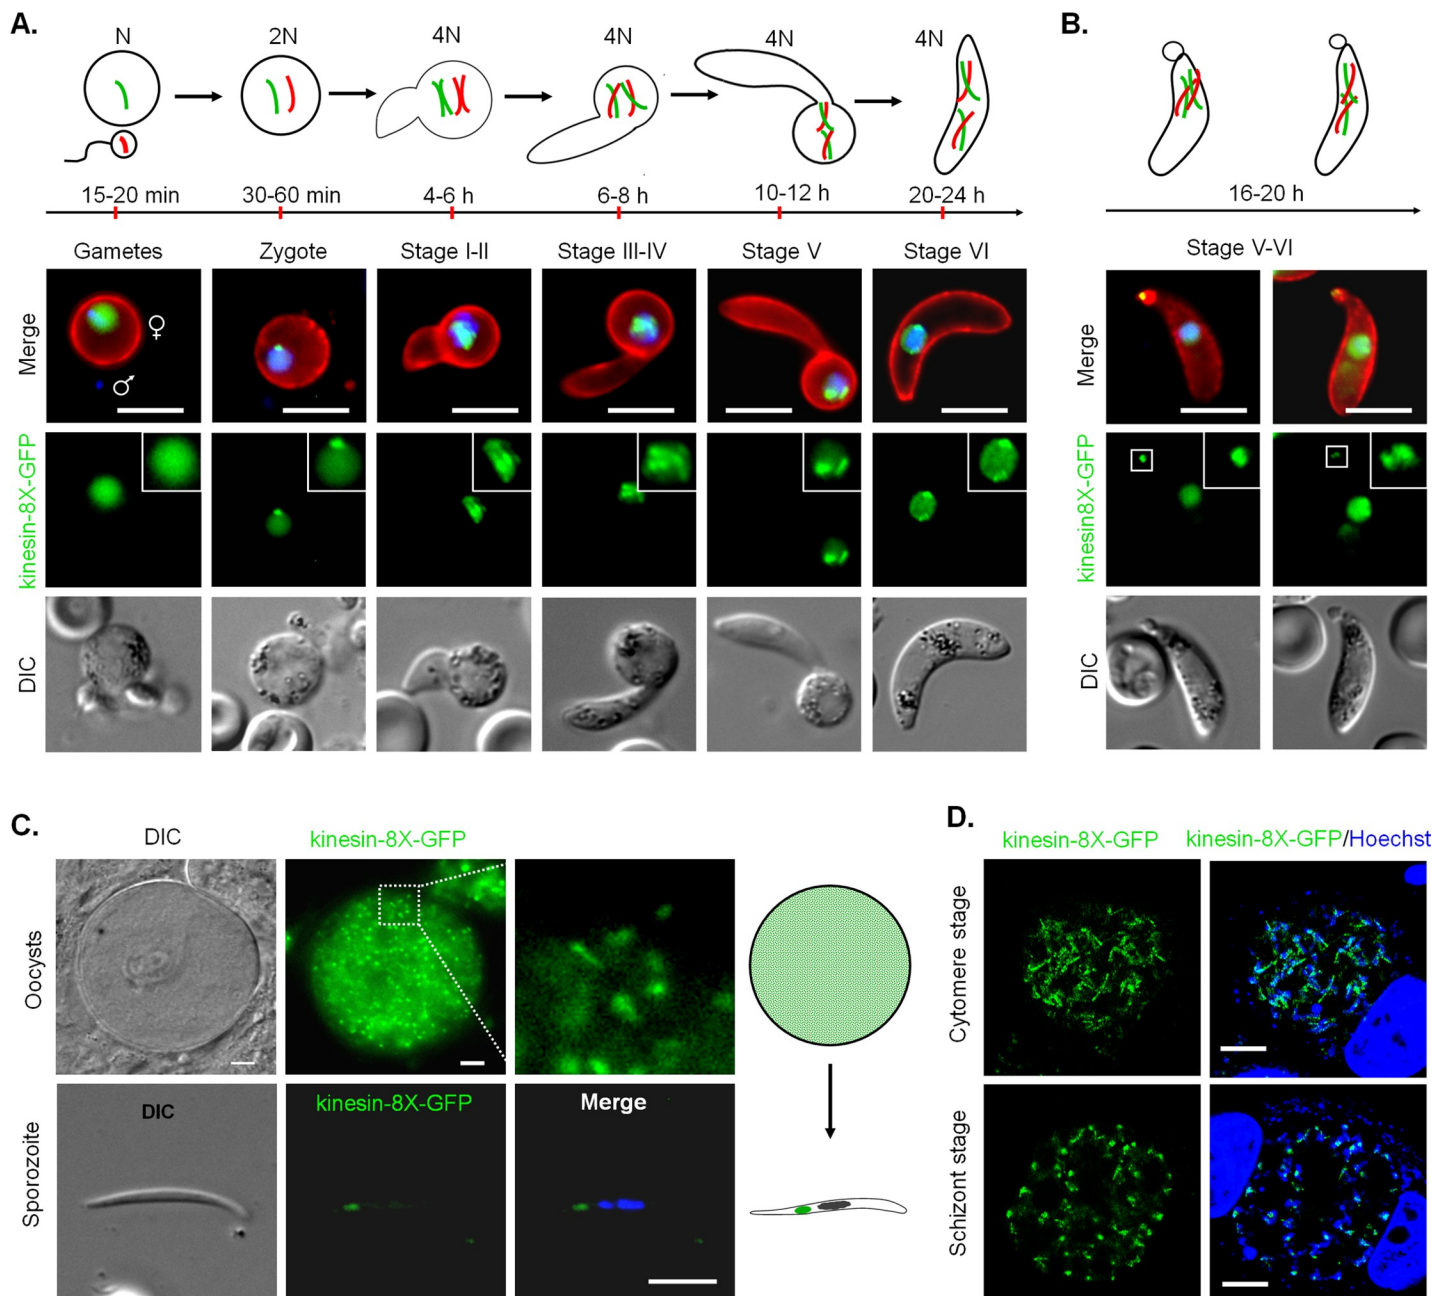 A.
N
2N
4N
4N
4N
4N
15-20 min
30-60 min
4-6 h
6-8 h
10-12 h
20-24 h
Gametes
Zygote
Stage I-II
Stage III-IV
Stage V
Stage VI
Merge
♀
♂
kinesin-8X-GFP
DIC
B.
16-20 h
Stage V-VI
Merge
kinesin8X-GFP
DIC
C.
DIC
kinesin-8X-GFP
Oocysts
DIC
kinesin-8X-GFP
Merge
Sporozoite
D.
kinesin-8X-GFP
kinesin-8X-GFP/Hoechst
Cytomere stage
Schizont stage